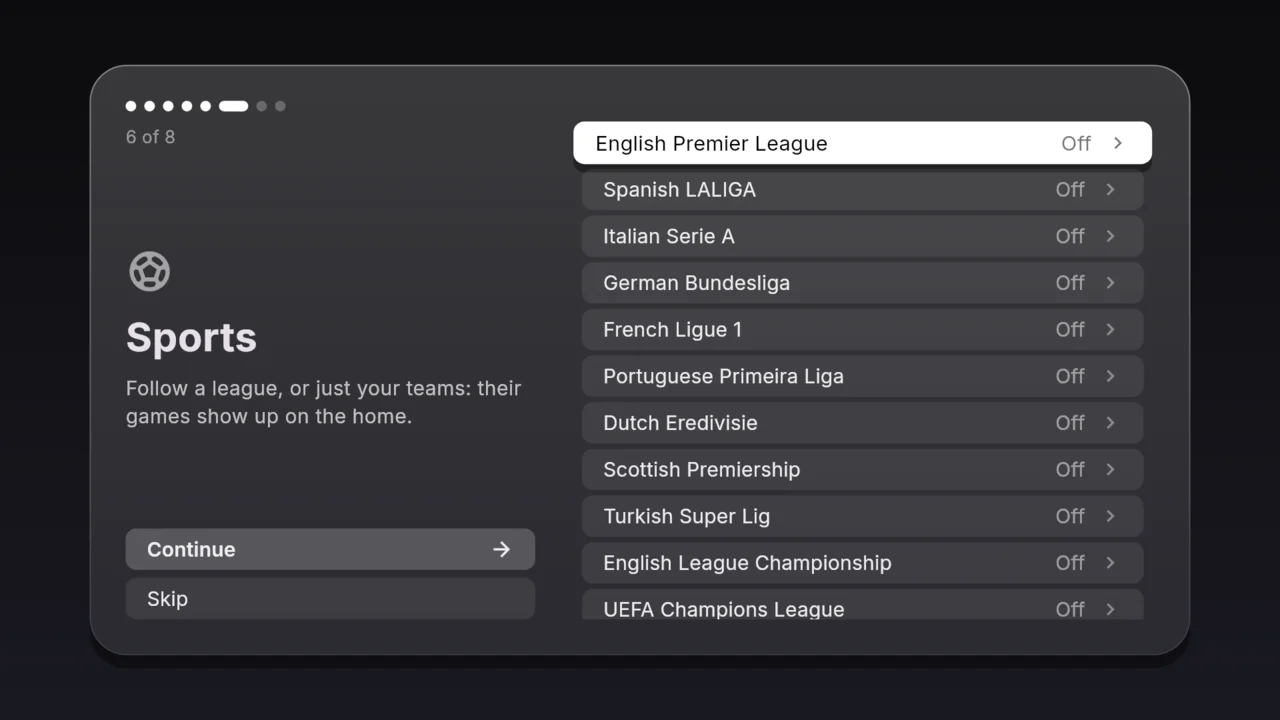 6 of 8
Sports
Follow a league, or just your teams: their
games show up on the home.
Continue
Skip
English Premier League Off
Spanish LALIGA Off
Italian Serie A Off
German Bundesliga Off
French Ligue 1 Off
Portuguese Primeira Liga Off
Dutch Eredivisie Off
Scottish Premiership Off
Turkish Super Lig Off
English League Championship Off
UEFA Champions League Off